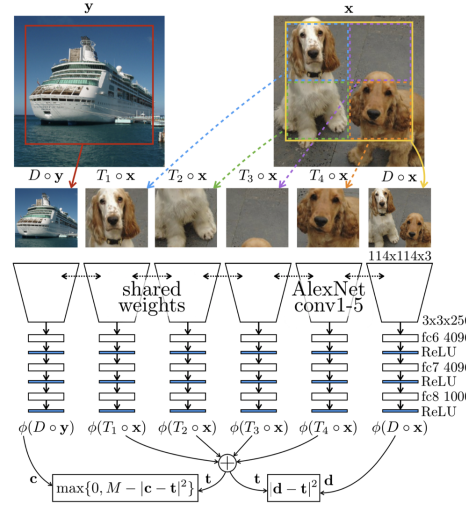 y x
D ∘ y T₁ ∘ x T₂ ∘ x T₃ ∘ x T₄ ∘ x D ∘ x
114x114x3
shared AlexNet
weights conv1-5
3x3x256
fc6 4096
ReLU
fc7 4096
ReLU
fc8 1000
ReLU
ϕ(D ∘ y) ϕ(T₁ ∘ x) ϕ(T₂ ∘ x) ϕ(T₃ ∘ x) ϕ(T₄ ∘ x) ϕ(D ∘ x)
c t t d
max{0, M − |c − t|²} |d − t|²